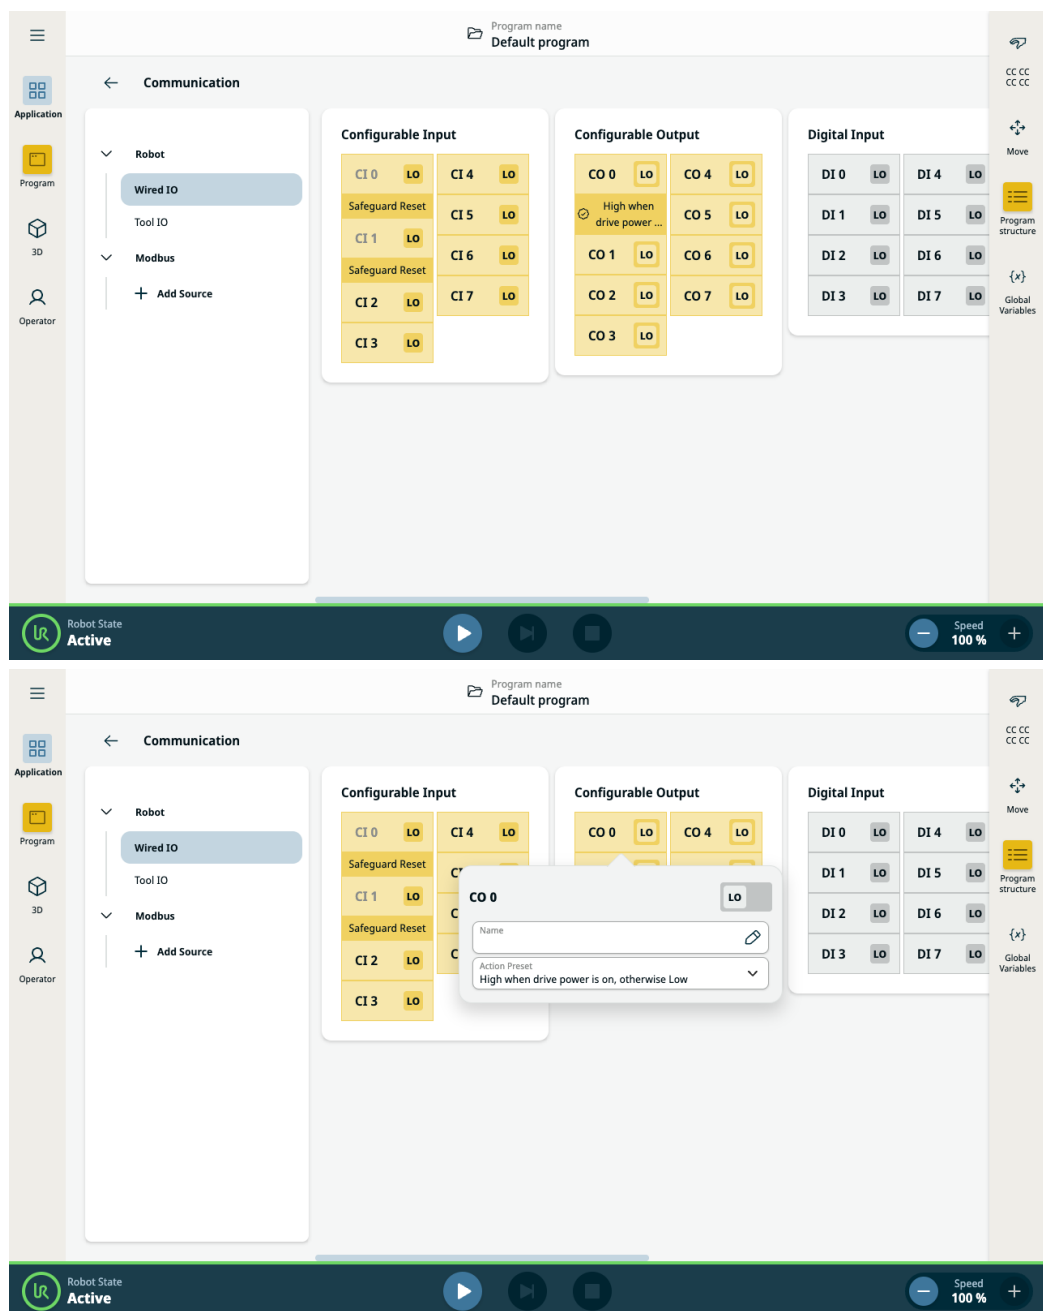 Program name
Default program
Application
Program
3D
Operator
Communication
Robot
Wired IO
Tool IO
Modbus
Add Source
Configurable Input
CI 0 LO CI 4 LO
Safeguard Reset
CI 5 LO
CI 1 LO
CI 6 LO
Safeguard Reset
CI 2 LO CI 7 LO
CI 3 LO
Configurable Output
CO 0 LO CO 4 LO
High when
drive power ...
CO 5 LO
CO 1 LO CO 6 LO
CO 2 LO CO 7 LO
CO 3 LO
Digital Input
DI 0 LO DI 4 LO
DI 1 LO DI 5 LO
DI 2 LO DI 6 LO
DI 3 LO DI 7 LO
CC CC
CC CC
Move
Program
structure
{x}
Global
Variables
UR
Robot State
Active
Speed
100 %
Program name
Default program
Application
Program
3D
Operator
Communication
Robot
Wired IO
Tool IO
Modbus
Add Source
Configurable Input
CI 0 LO CI 4 LO
Safeguard Reset
CI 1 LO
Safeguard Reset
CI 2 LO
CI 3 LO
Configurable Output
CO 0 LO CO 4 LO
CO 0 LO
Name
Action Preset
High when drive power is on, otherwise Low
Digital Input
DI 0 LO DI 4 LO
DI 1 LO DI 5 LO
DI 2 LO DI 6 LO
DI 3 LO DI 7 LO
CC CC
CC CC
Move
Program
structure
{x}
Global
Variables
UR
Robot State
Active
Speed
100 %